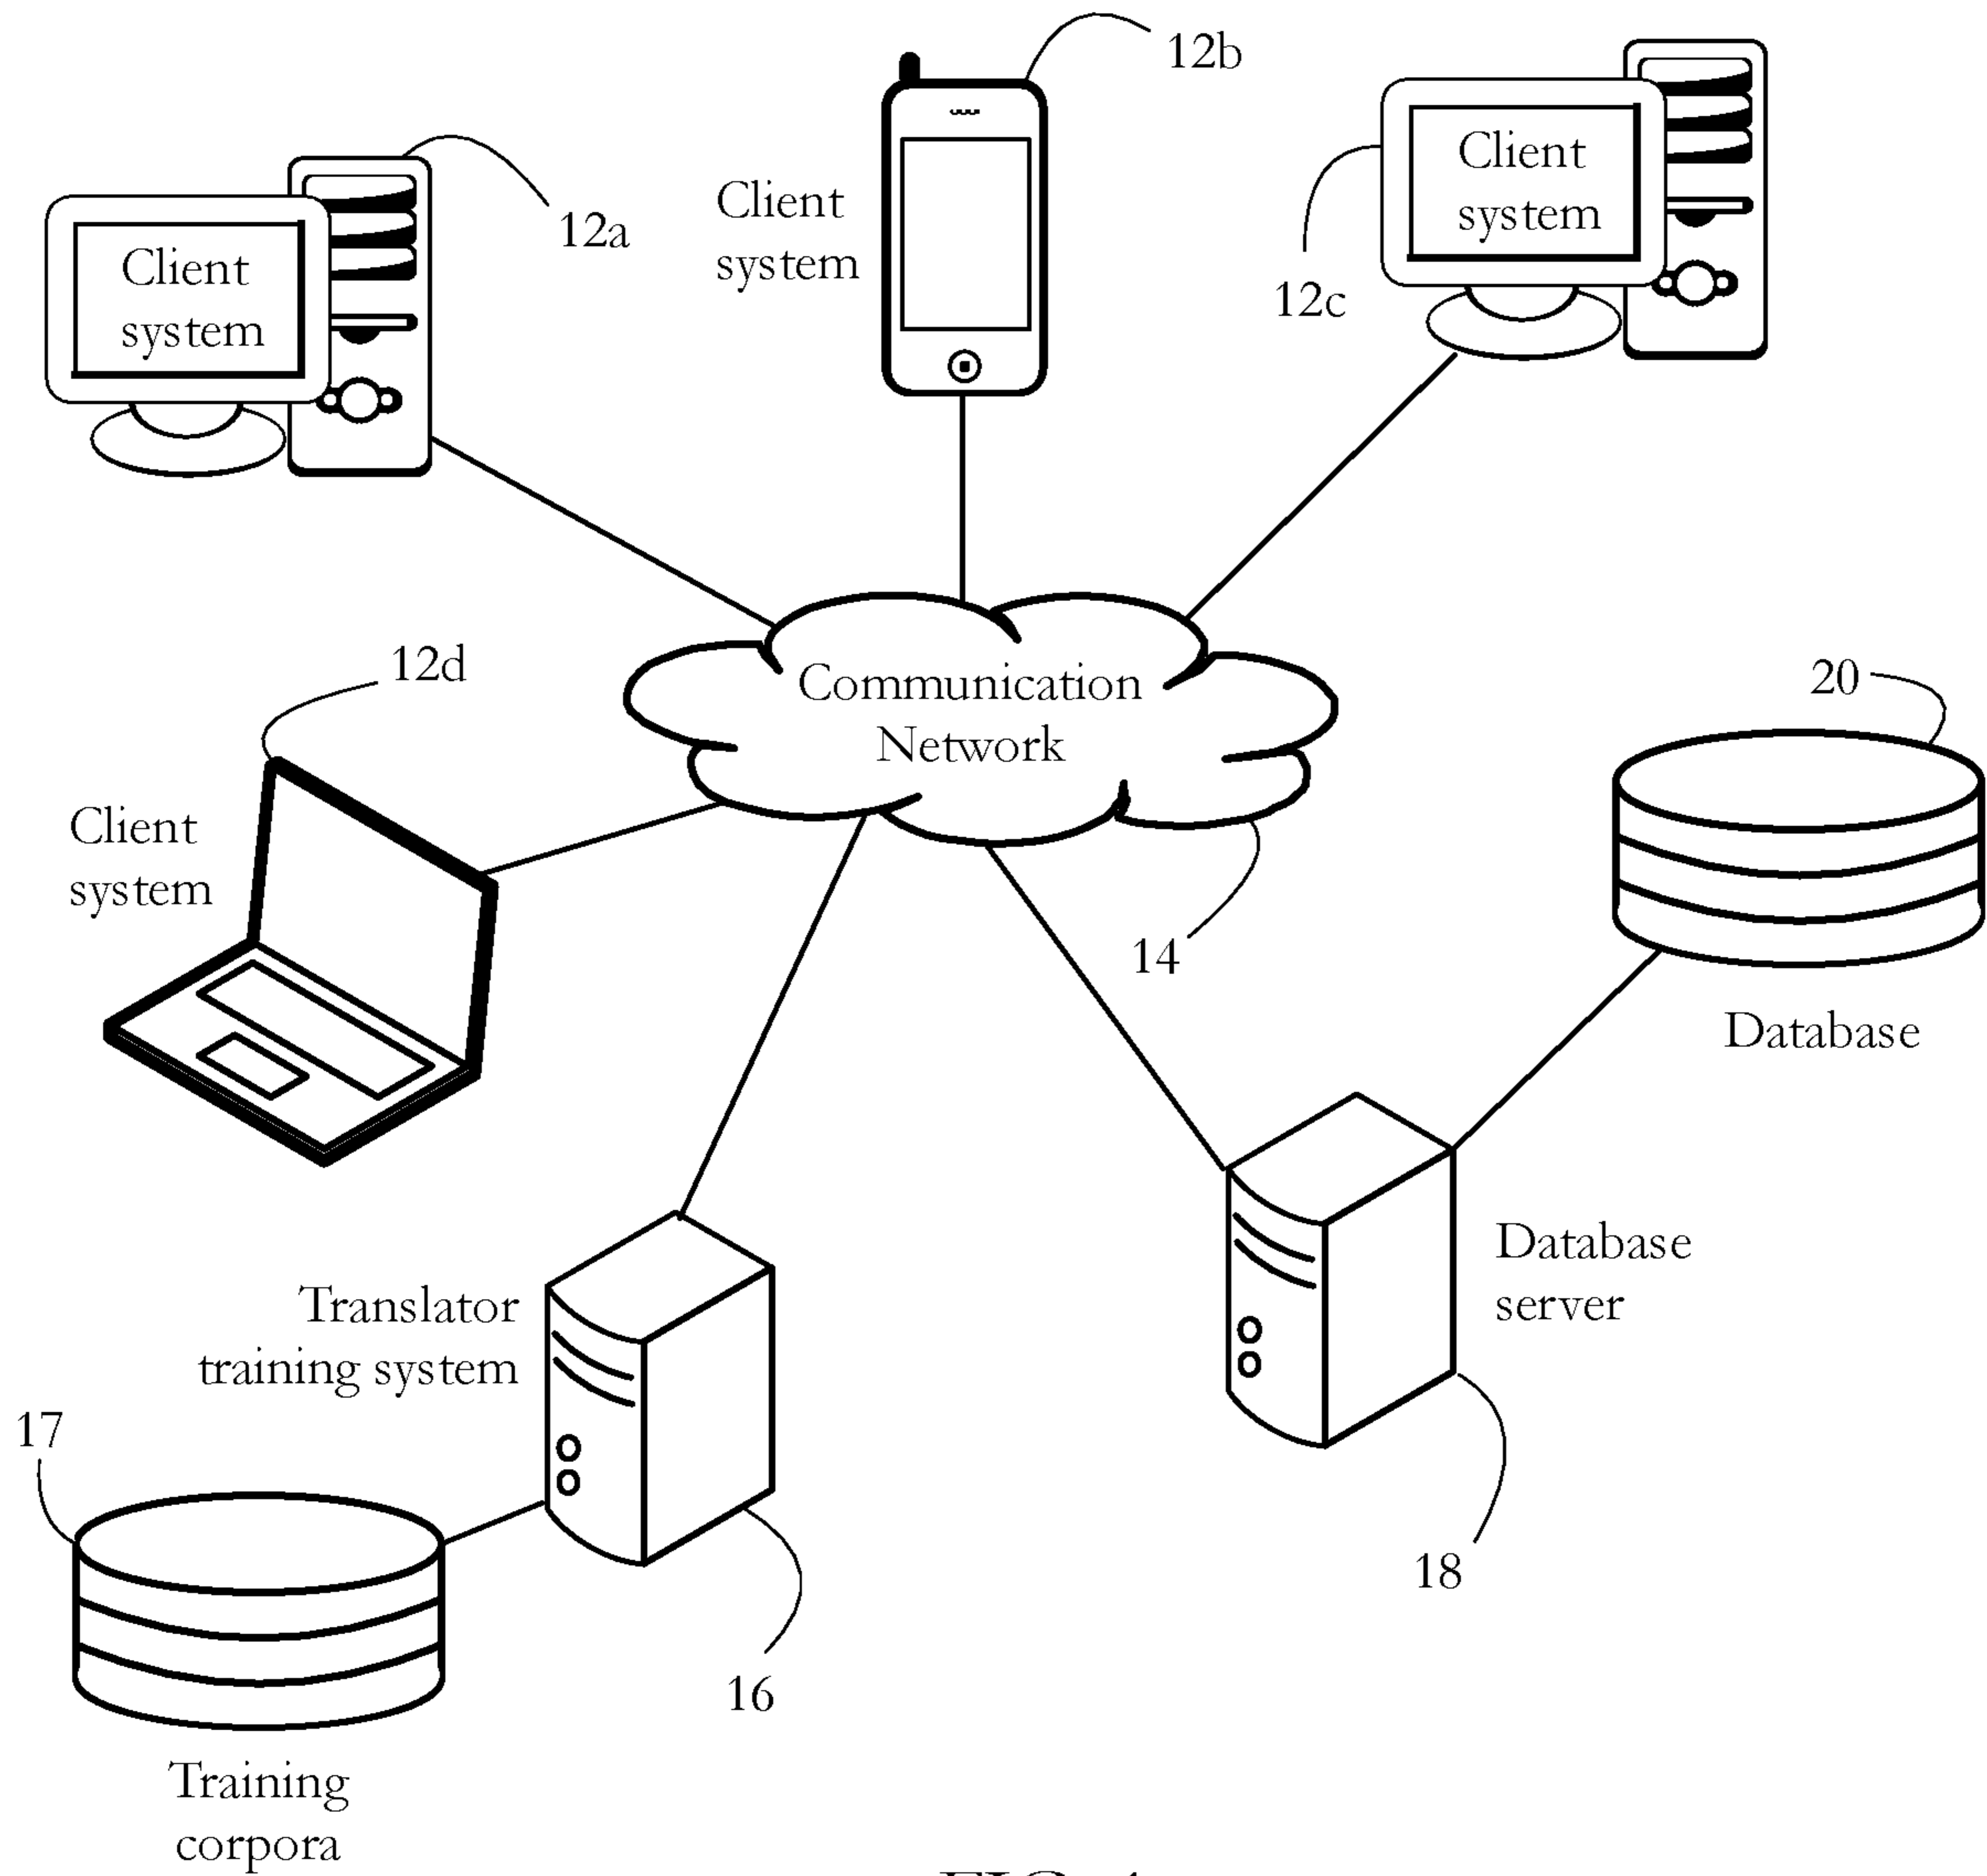 12b
Client
system
12c
Client
system
12a
Client
system
Communication
Network
14
12d
Client
system
20
Database
Database
server
18
Translator
training system
16
17
Training
corpora